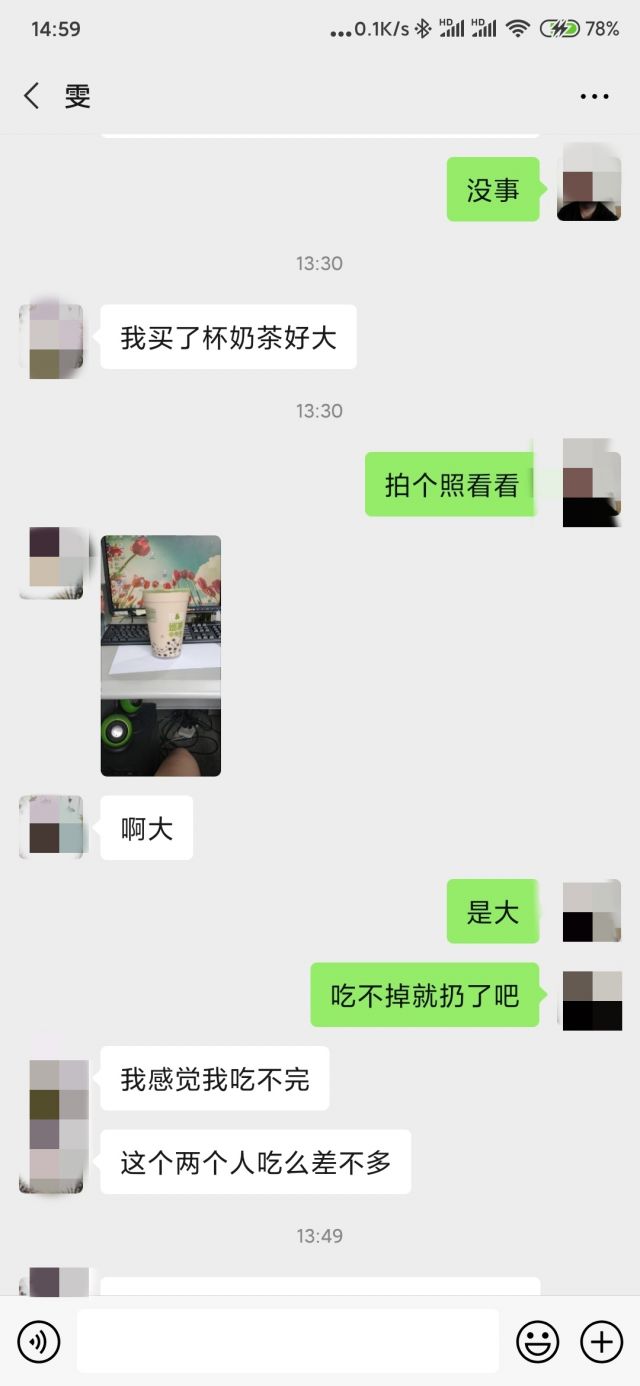 14:59
...0.1K/s HD HD 78%
雯
没事
13:30
我买了杯奶茶好大
13:30
拍个照看看
啊大
是大
吃不掉就扔了吧
我感觉我吃不完
这个两个人吃么差不多
13:49